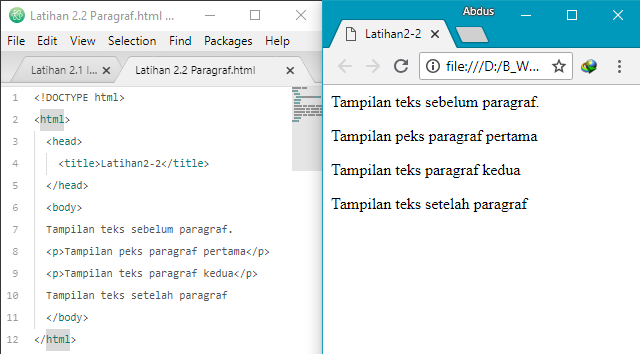 Latihan 2.2 Paragraf.html ...
File Edit View Selection Find Packages Help
Latihan 2.1 I... Latihan 2.2 Paragraf.html
1 <!DOCTYPE html>
2 <html>
3 <head>
4 <title>Latihan2-2</title>
5 </head>
6 <body>
7 Tampilan teks sebelum paragraf.
8 <p>Tampilan peks paragraf pertama</p>
9 <p>Tampilan teks paragraf kedua</p>
10 Tampilan teks setelah paragraf
11 </body>
12 </html>
Abdus
Latihan2-2
file:///D:/B_W...
Tampilan teks sebelum paragraf.
Tampilan peks paragraf pertama
Tampilan teks paragraf kedua
Tampilan teks setelah paragraf